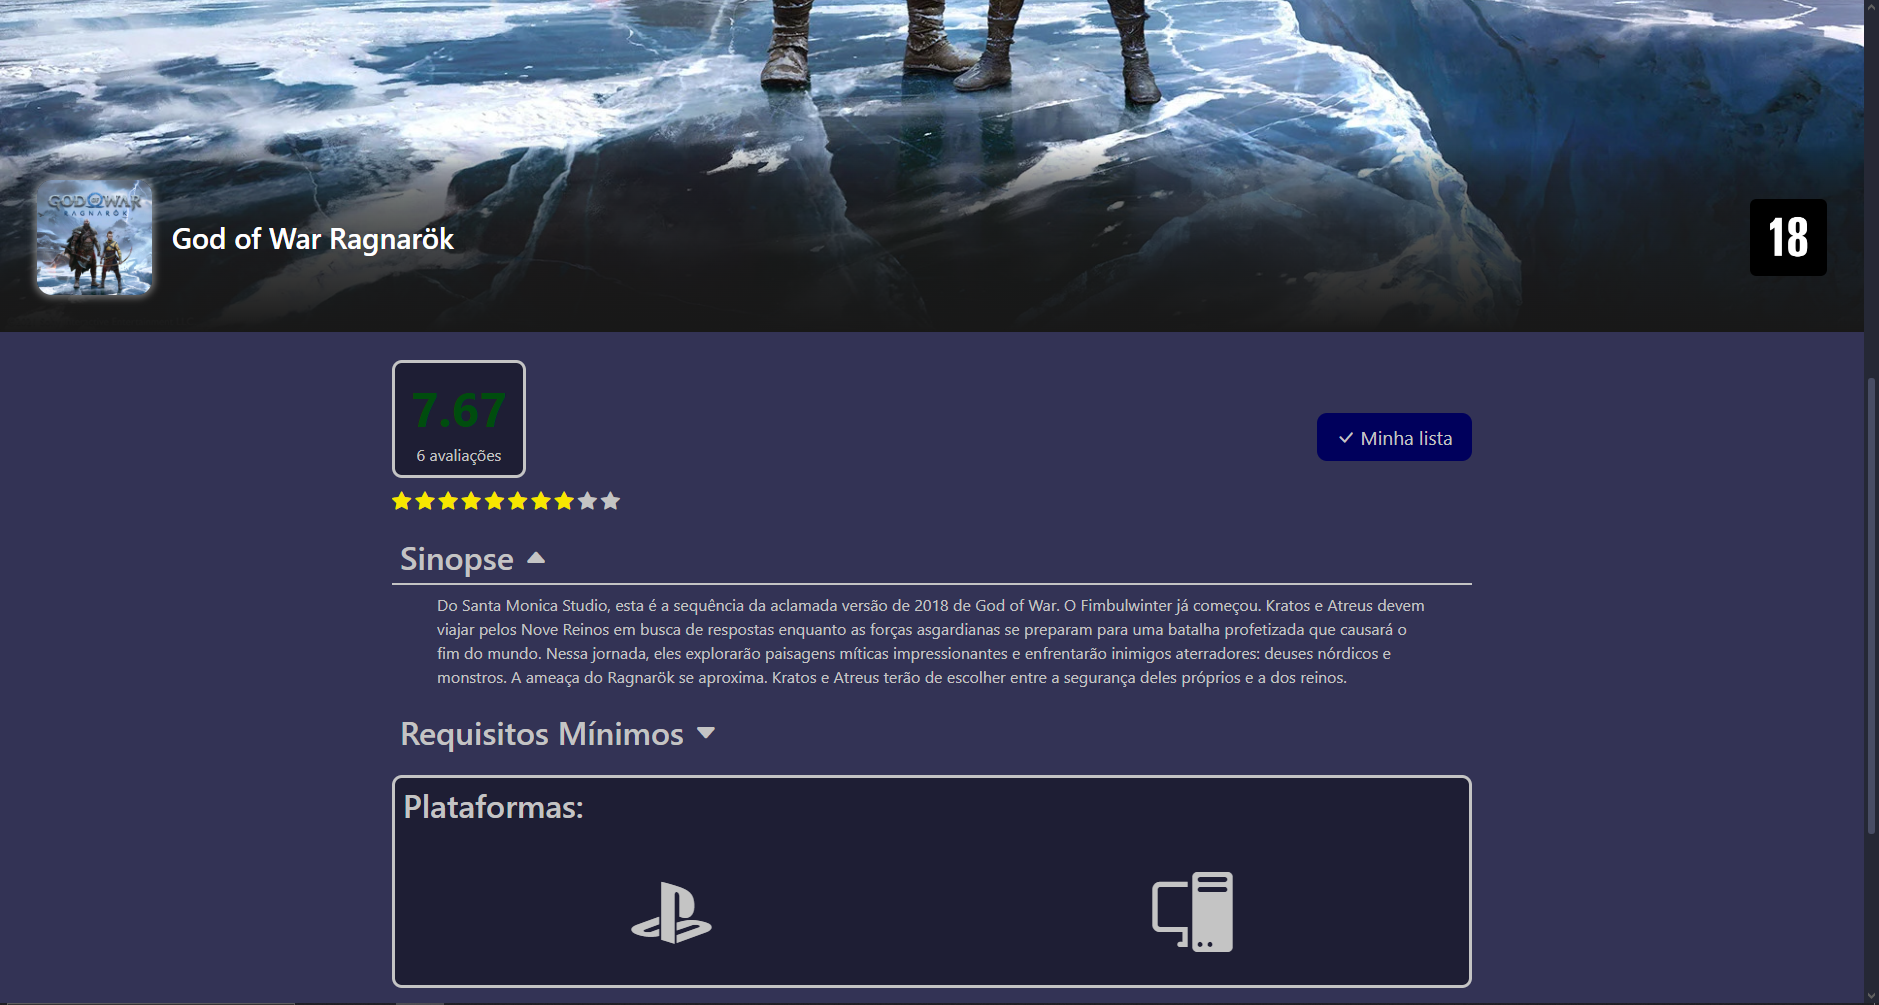 GOD OF WAR
RAGNARÖK
God of War Ragnarök
18
7.67
6 avaliações
Minha lista
Sinopse
Do Santa Monica Studio, esta é a sequência da aclamada versão de 2018 de God of War. O Fimbulwinter já começou. Kratos e Atreus devem
viajar pelos Nove Reinos em busca de respostas enquanto as forças asgardianas se preparam para uma batalha profetizada que causará o
fim do mundo. Nessa jornada, eles explorarão paisagens míticas impressionantes e enfrentarão inimigos aterradores: deuses nórdicos e
monstros. A ameaça do Ragnarök se aproxima. Kratos e Atreus terão de escolher entre a segurança deles próprios e a dos reinos.
Requisitos Mínimos
Plataformas: